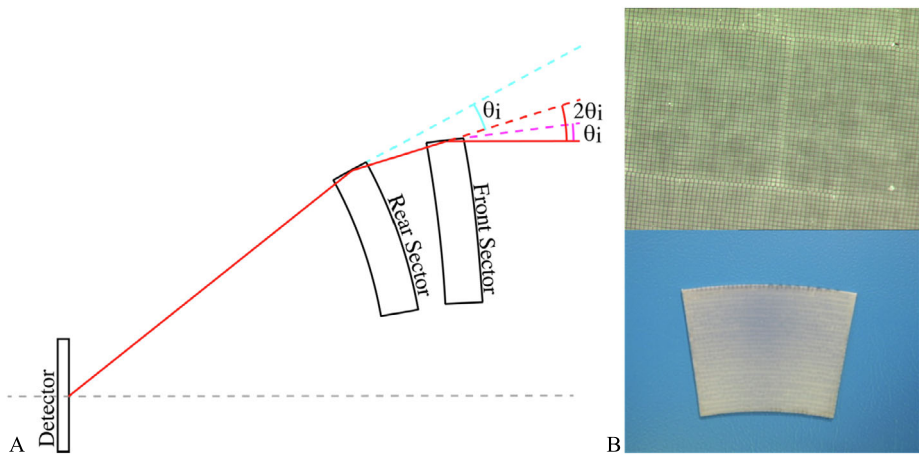 θi
2θi
θi
Rear Sector
Front Sector
Detector
A
B